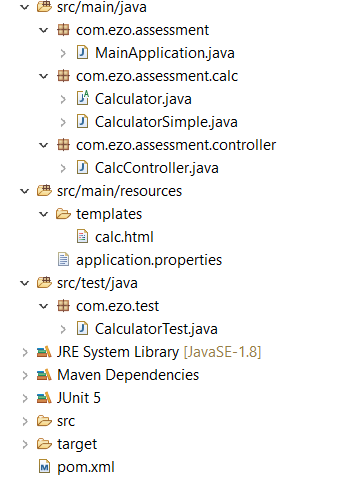 src/main/java
com.ezo.assessment
MainApplication.java
com.ezo.assessment.calc
Calculator.java
CalculatorSimple.java
com.ezo.assessment.controller
CalcController.java
src/main/resources
templates
calc.html
application.properties
src/test/java
com.ezo.test
CalculatorTest.java
JRE System Library [JavaSE-1.8]
Maven Dependencies
JUnit 5
src
target
pom.xml